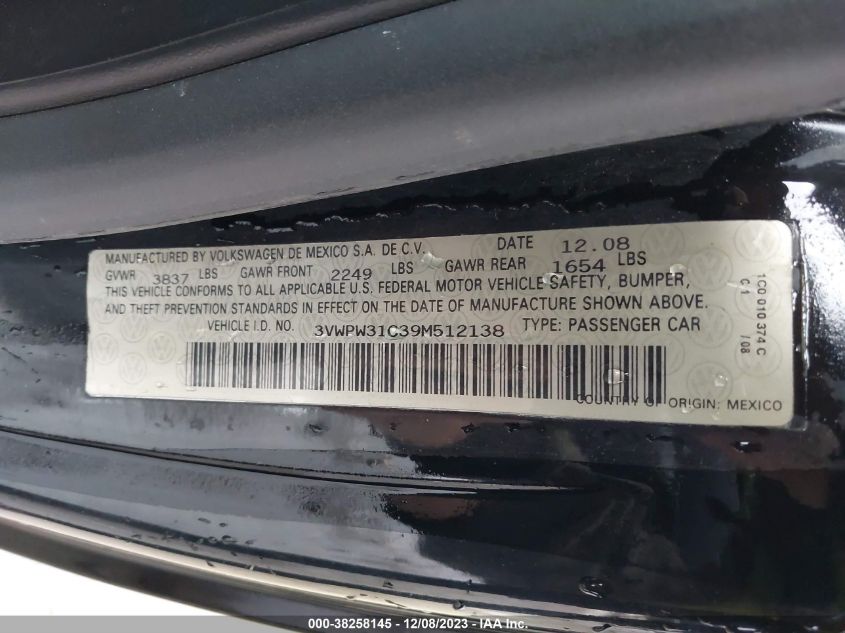 MANUFACTURED BY VOLKSWAGEN DE MEXICO S.A. DE C.V. DATE 12.08
GVWR 3837 LBS GAWR FRONT 2249 LBS GAWR REAR 1654 LBS
THIS VEHICLE CONFORMS TO ALL APPLICABLE U.S. FEDERAL MOTOR VEHICLE SAFETY, BUMPER,
AND THEFT PREVENTION STANDARDS IN EFFECT ON THE DATE OF MANUFACTURE SHOWN ABOVE.
VEHICLE I.D. NO. 3VWPW31C39M512138 TYPE: PASSENGER CAR
COUNTRY OF ORIGIN: MEXICO
1C0 010 374 C
C1 /08
000-38258145 - 12/08/2023 - IAA Inc.